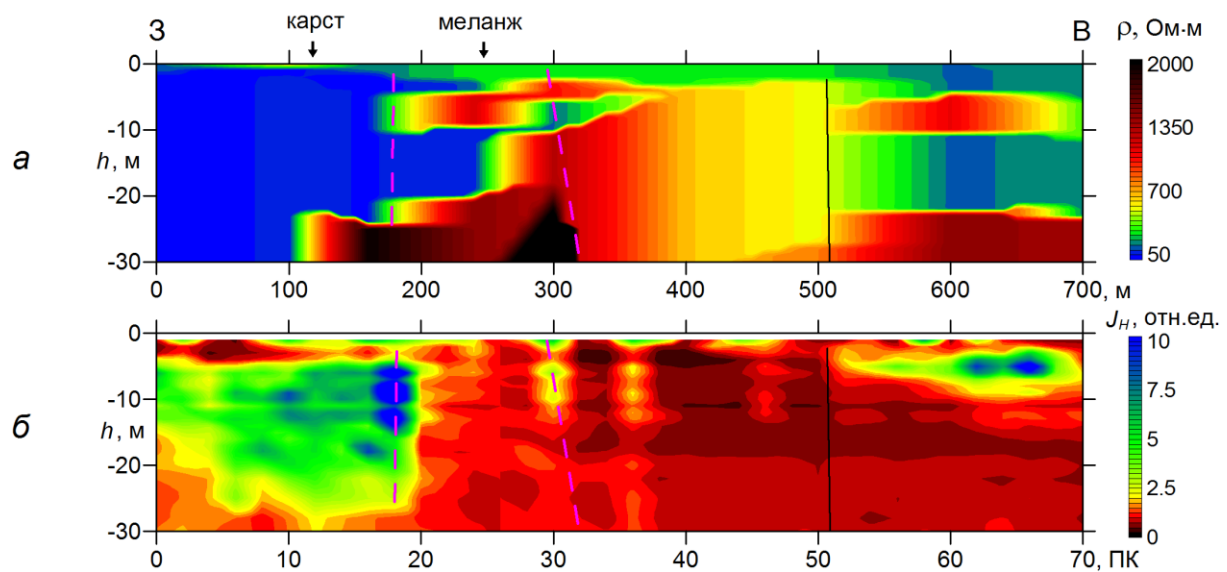 карст меланж
З В ρ, Ом·м
0 2000
-10 1350
а h, м
-20 700
-30 50
0 100 200 300 400 500 600 700, м
J_H, отн.ед.
0 10
7.5
-10
б h, м 5
-20 2.5
-30 0
0 10 20 30 40 50 60 70, ПК